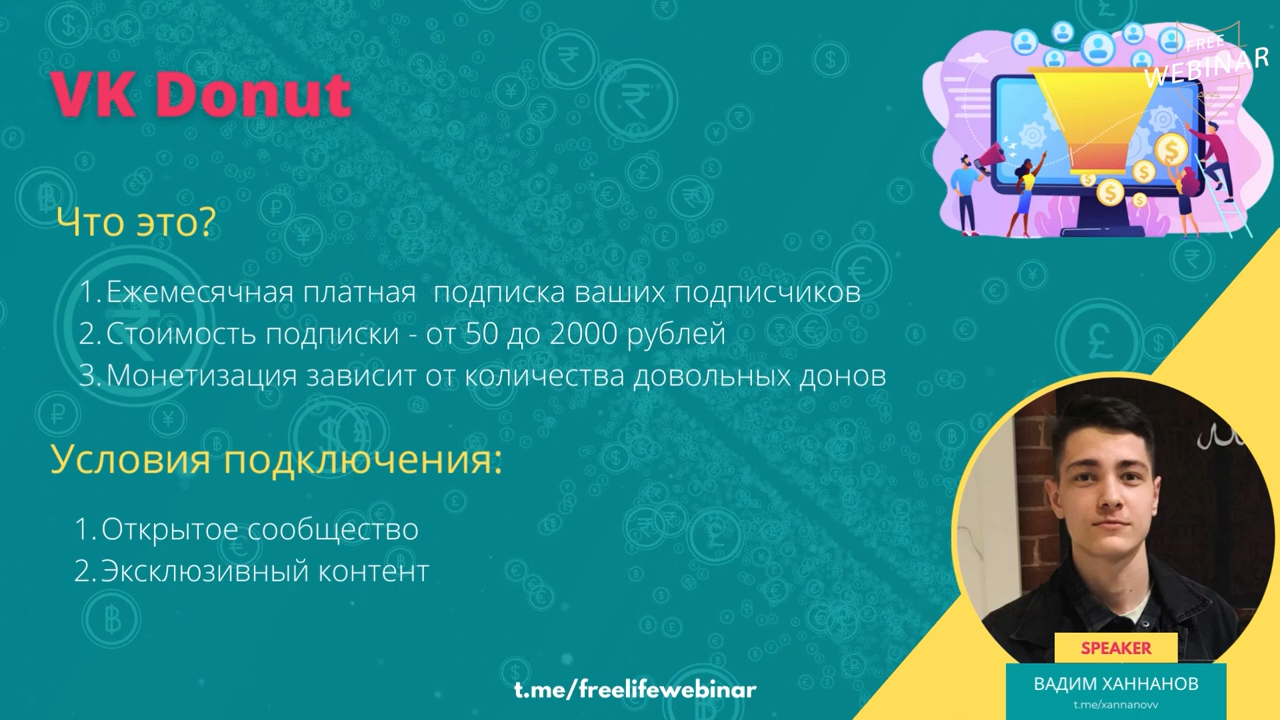 VK Donut
FREE
WEBINAR
Что это?
1. Ежемесячная платная подписка ваших подписчиков
2. Стоимость подписки - от 50 до 2000 рублей
3. Монетизация зависит от количества довольных донов
Условия подключения:
1. Открытое сообщество
2. Эксклюзивный контент
SPEAKER
ВАДИМ ХАННАНОВ
t.me/xannanovv
t.me/freelifewebinar